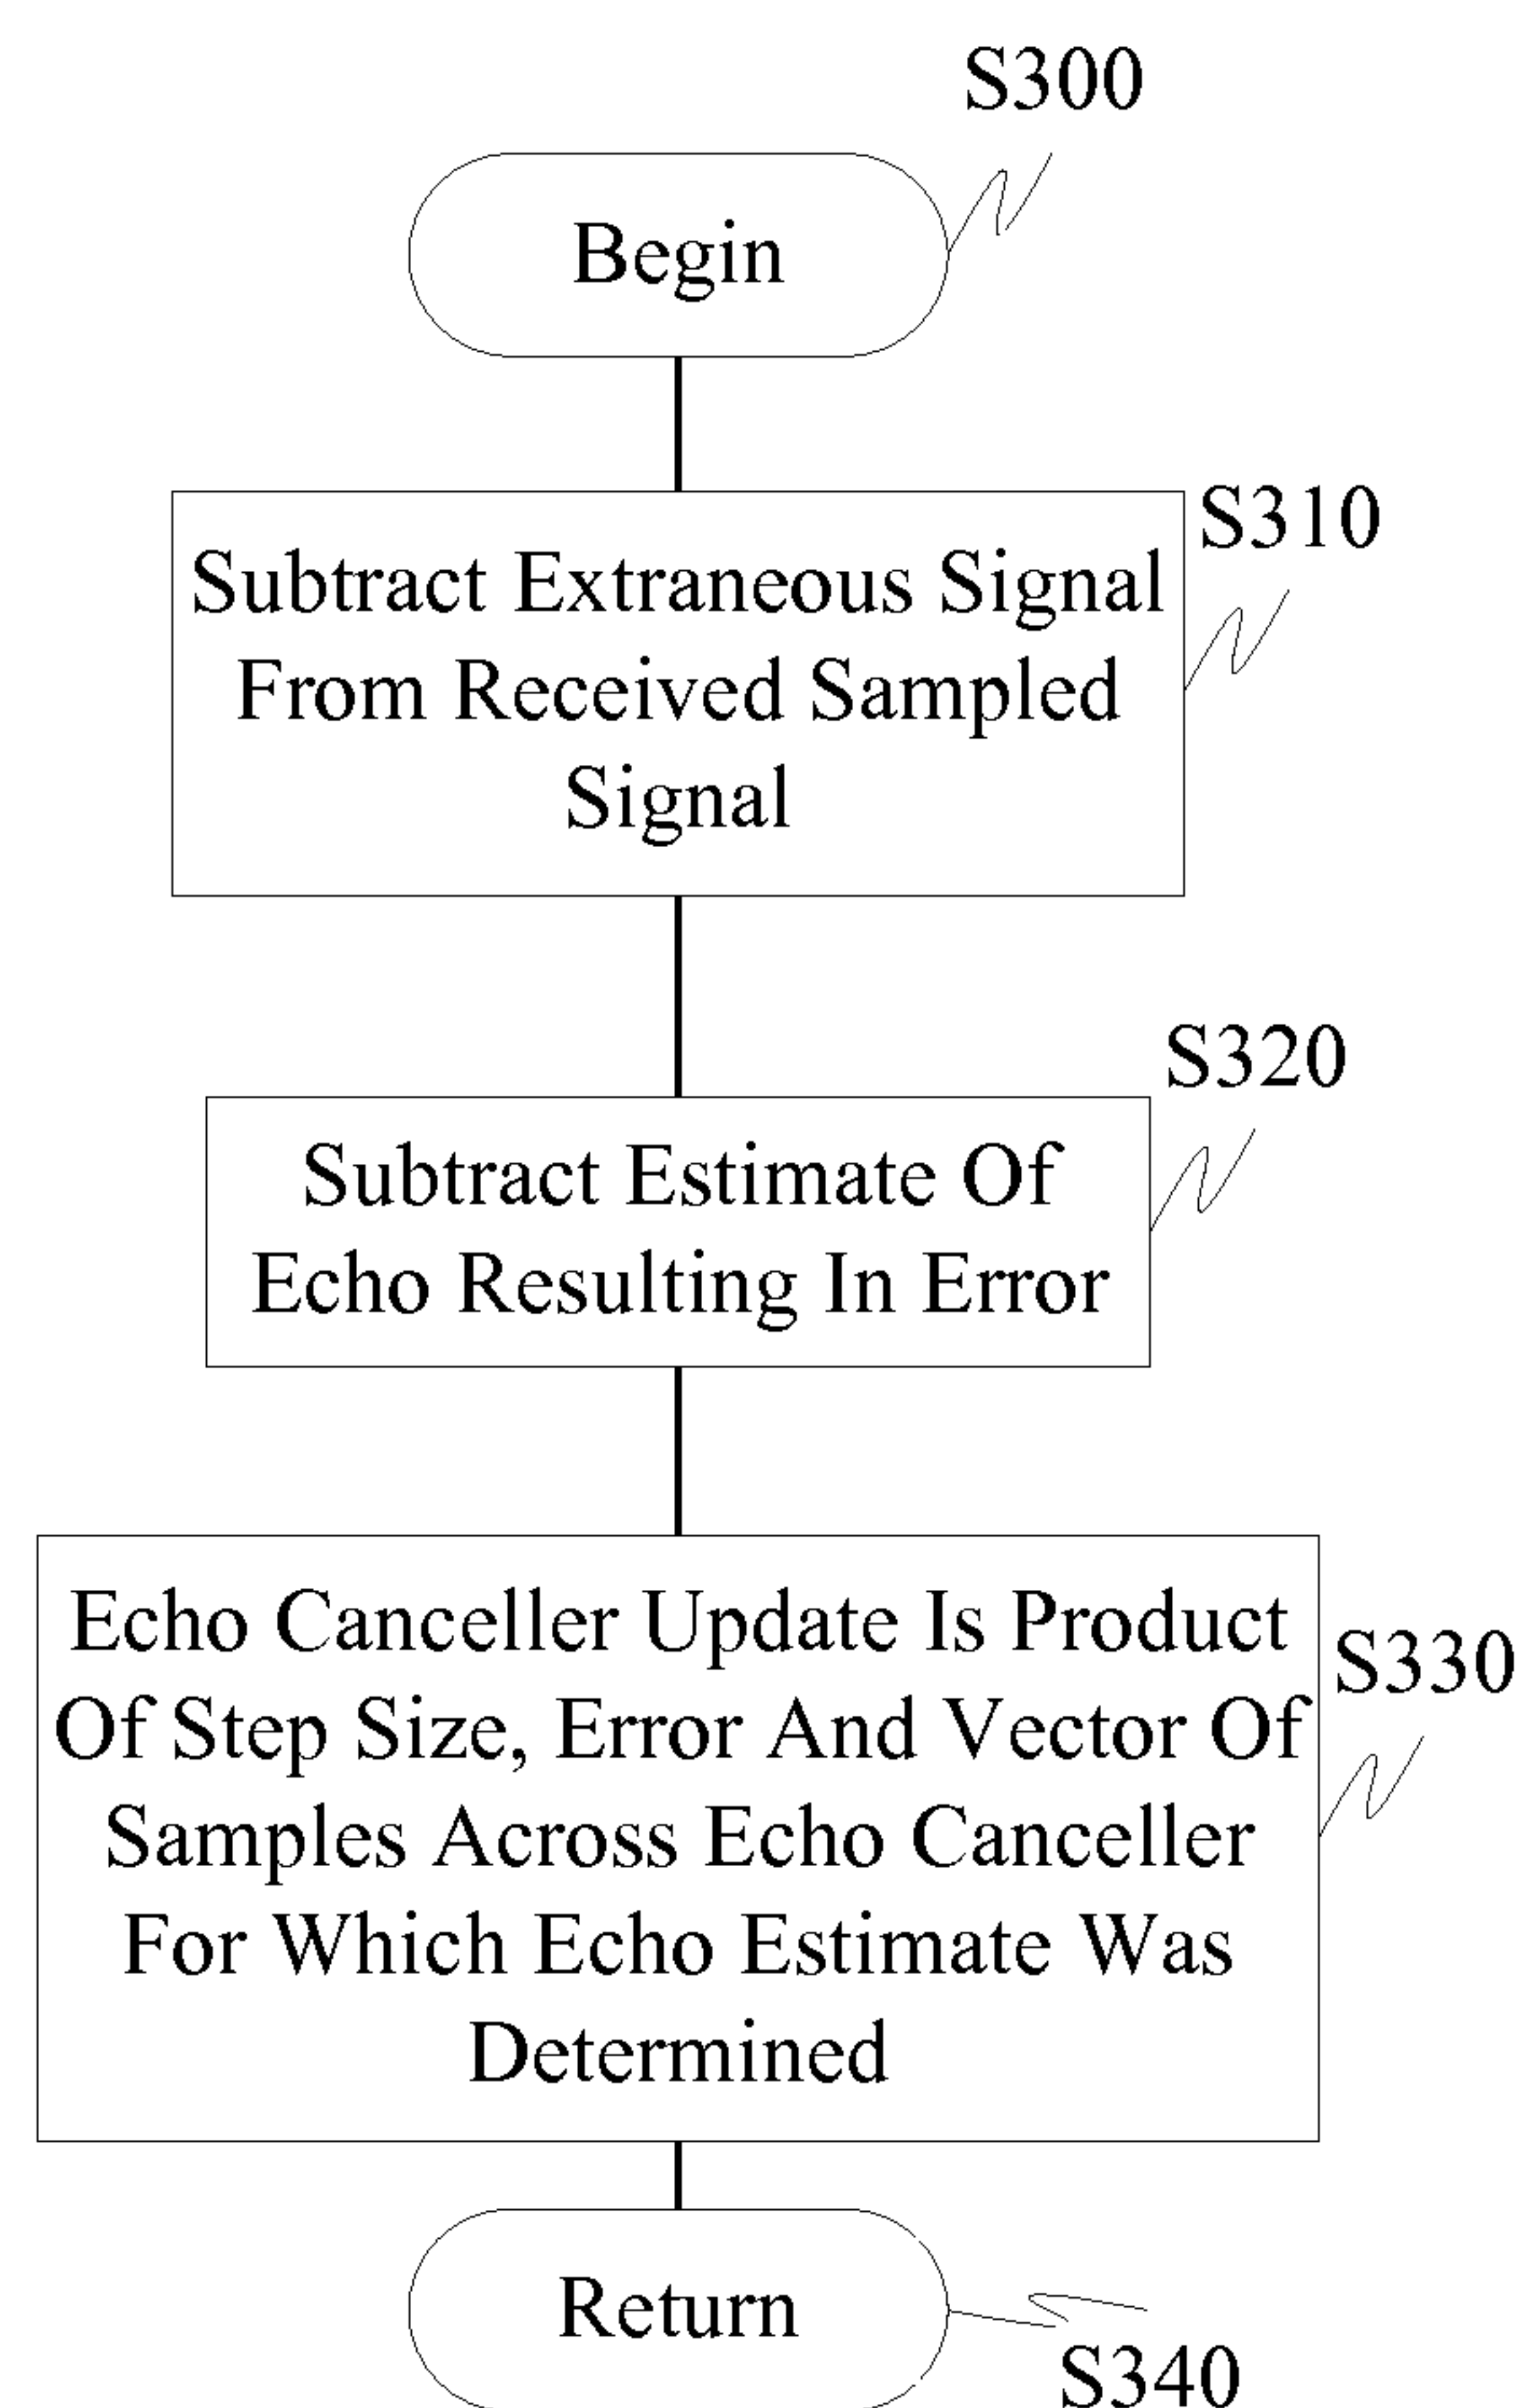 S300
Begin
S310
Subtract Extraneous Signal
From Received Sampled
Signal
S320
Subtract Estimate Of
Echo Resulting In Error
S330
Echo Canceller Update Is Product
Of Step Size, Error And Vector Of
Samples Across Echo Canceller
For Which Echo Estimate Was
Determined
Return
S340